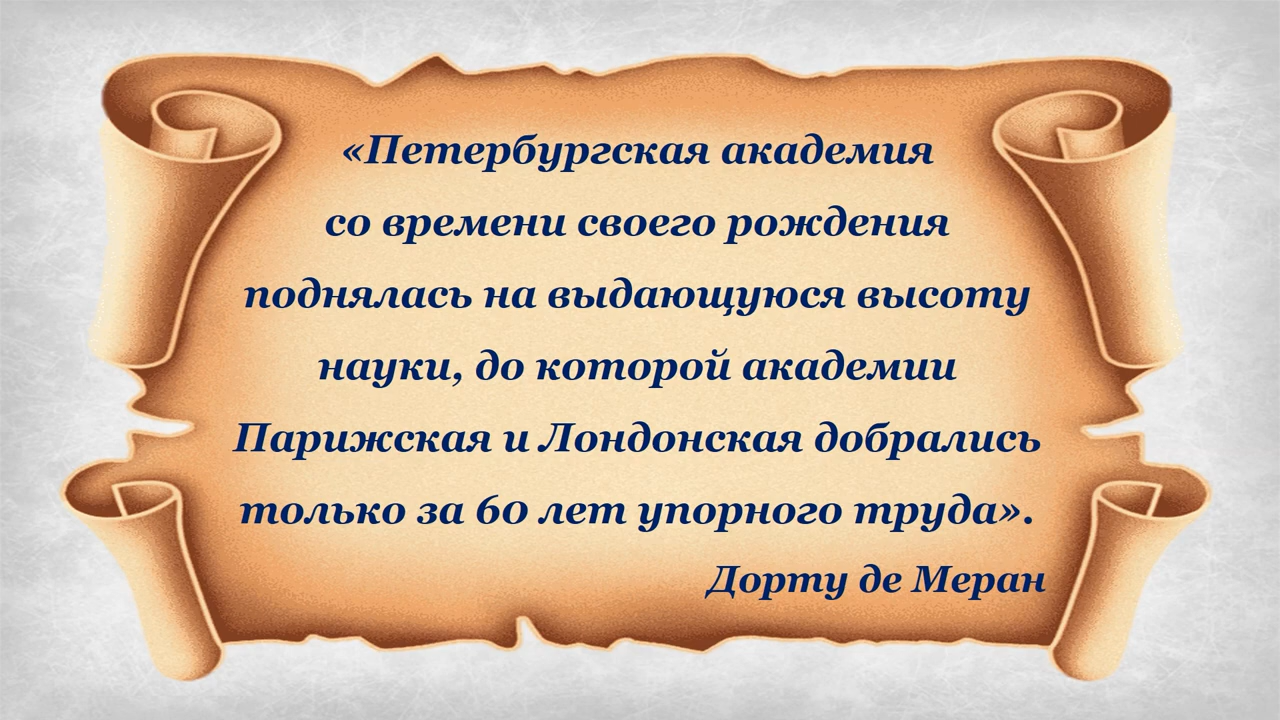 «Петербургская академия
со времени своего рождения
поднялась на выдающуюся высоту
науки, до которой академии
Парижская и Лондонская добрались
только за 60 лет упорного труда».
Дорту де Меран